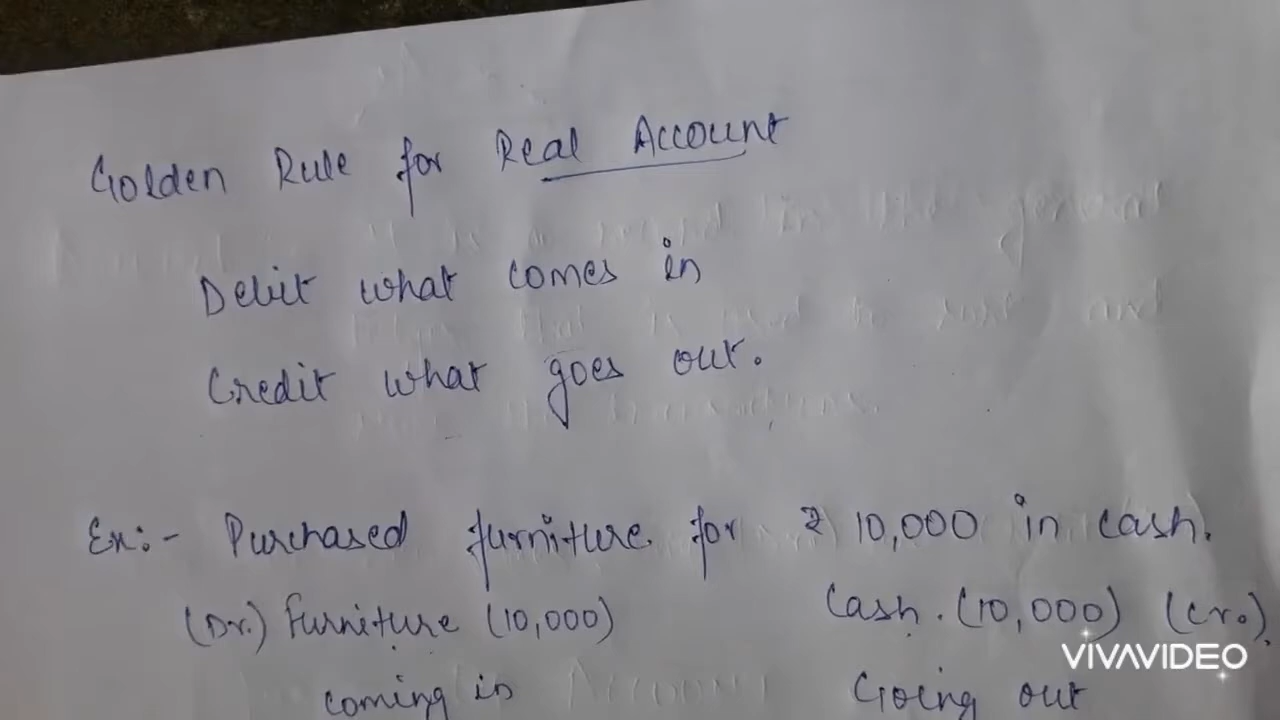 Golden Rule for Real Account
Debit what comes in
Credit what goes out.
Ex:- Purchased furniture for ₹ 10,000 in cash.
(Dr.) Furniture (10,000) Cash. (10,000) (Cr.)
coming in Going out
VIVAVIDEO